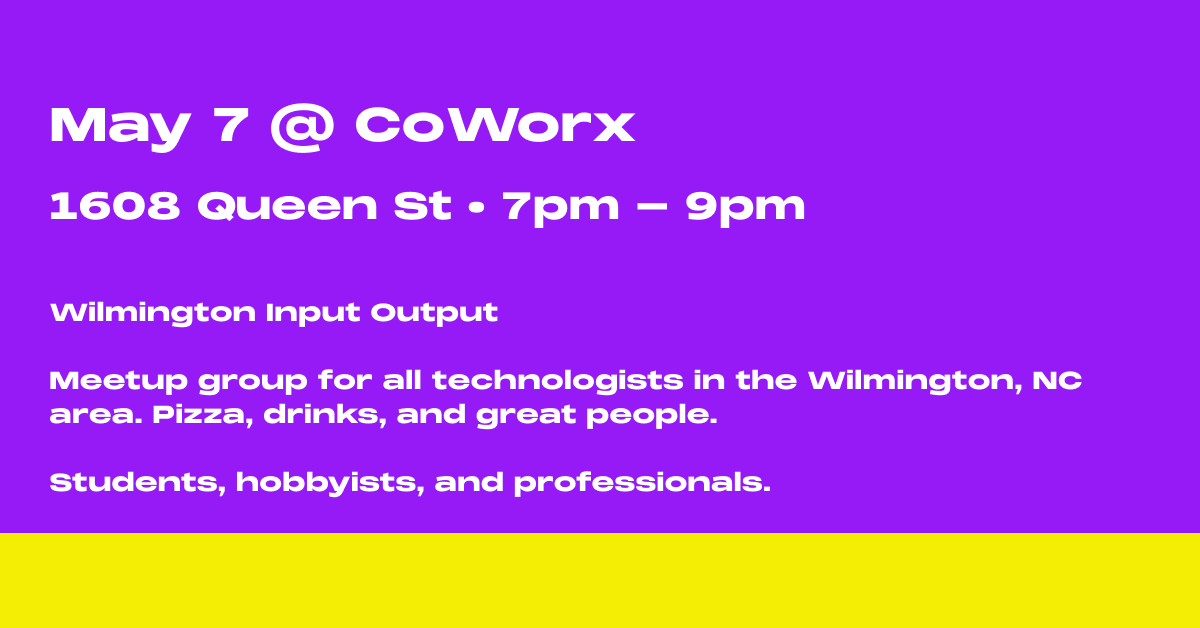 May 7 @ CoWorx
1608 Queen St • 7pm – 9pm
Wilmington Input Output
Meetup group for all technologists in the Wilmington, NC
area. Pizza, drinks, and great people.
Students, hobbyists, and professionals.